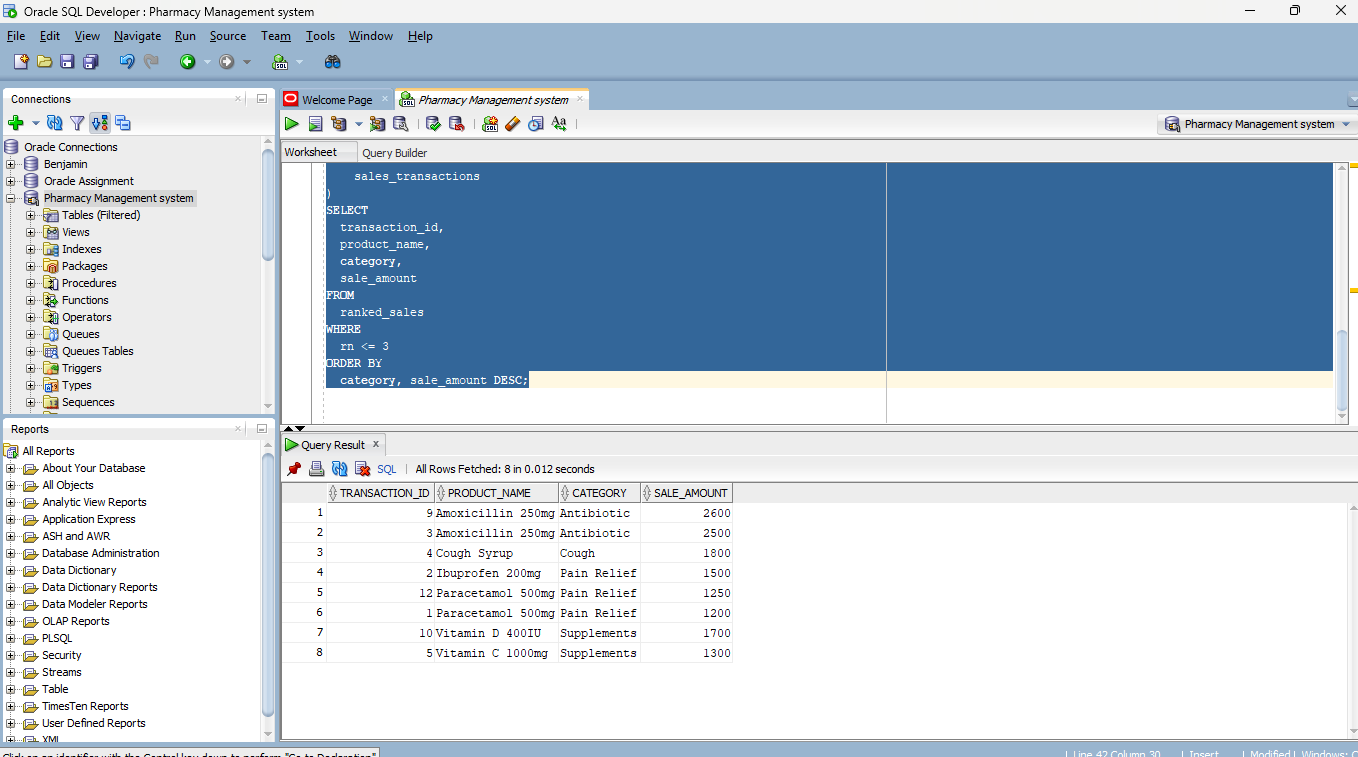 Oracle SQL Developer : Pharmacy Management system
File Edit View Navigate Run Source Team Tools Window Help
Connections
Oracle Connections
Benjamin
Oracle Assignment
Pharmacy Management system
Tables (Filtered)
Views
Indexes
Packages
Procedures
Functions
Operators
Queues
Queues Tables
Triggers
Types
Sequences
Reports
All Reports
About Your Database
All Objects
Analytic View Reports
Application Express
ASH and AWR
Database Administration
Data Dictionary
Data Dictionary Reports
Data Modeler Reports
OLAP Reports
PLSQL
Security
Streams
Table
TimesTen Reports
User Defined Reports
XML
Welcome Page Pharmacy Management system
Pharmacy Management system
Worksheet Query Builder
sales_transactions
)
SELECT
transaction_id,
product_name,
category,
sale_amount
FROM
ranked_sales
WHERE
rn <= 3
ORDER BY
category, sale_amount DESC;
Query Result
SQL | All Rows Fetched: 8 in 0.012 seconds
TRANSACTION_ID PRODUCT_NAME CATEGORY SALE_AMOUNT
1 9 Amoxicillin 250mg Antibiotic 2600
2 3 Amoxicillin 250mg Antibiotic 2500
3 4 Cough Syrup Cough 1800
4 2 Ibuprofen 200mg Pain Relief 1500
5 12 Paracetamol 500mg Pain Relief 1250
6 1 Paracetamol 500mg Pain Relief 1200
7 10 Vitamin D 400IU Supplements 1700
8 5 Vitamin C 1000mg Supplements 1300
Click on an identifier with the Control key down to perform "Go to Declaration"
| Line 42 Column 30 | Insert | Modified | Windows: C